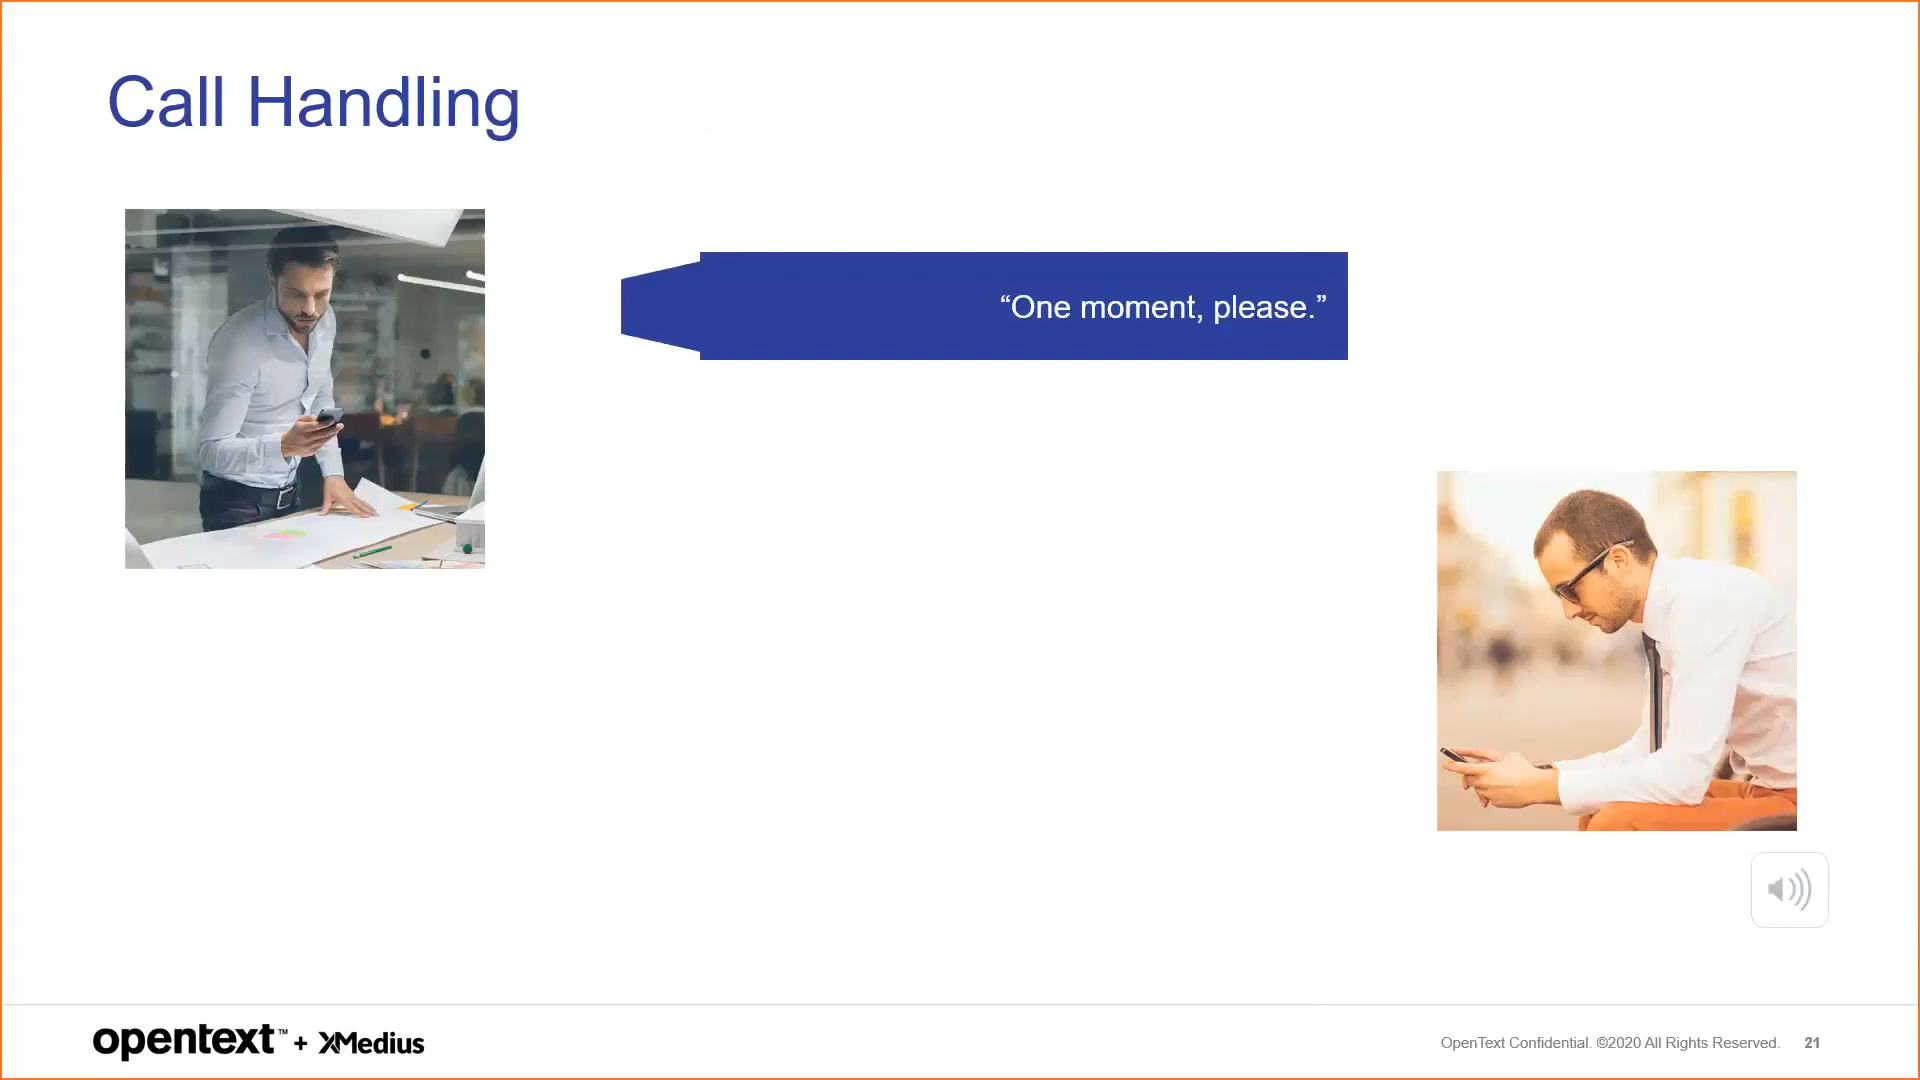 Call Handling
“One moment, please.”
opentext™ + XMedius
OpenText Confidential. ©2020 All Rights Reserved. 21